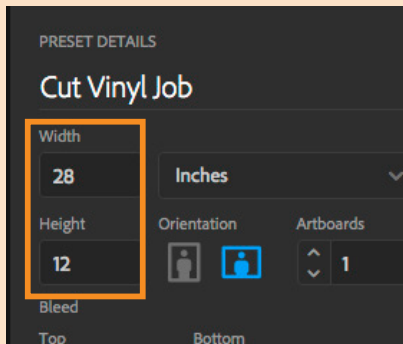 PRESET DETAILS
Cut Vinyl Job
Width
28 Inches
Height Orientation Artboards
12 1
Bleed
Top Bottom